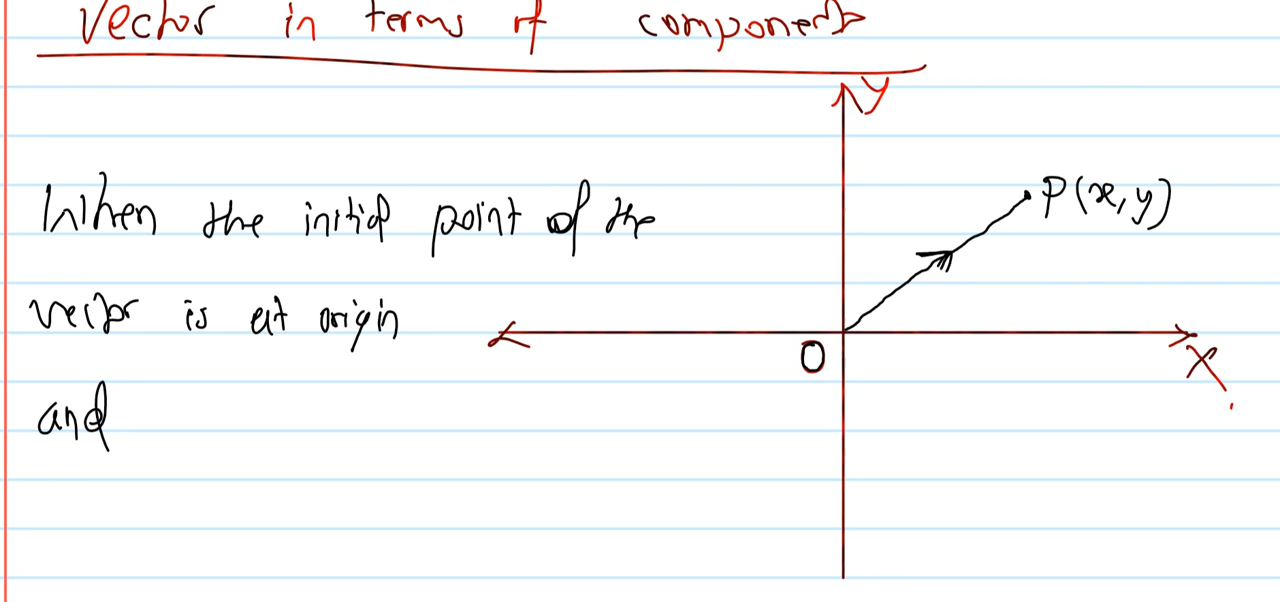 Vector in terms of components
Y
P(x, y)
When the initial point of the
vector is at origin
O
X
and